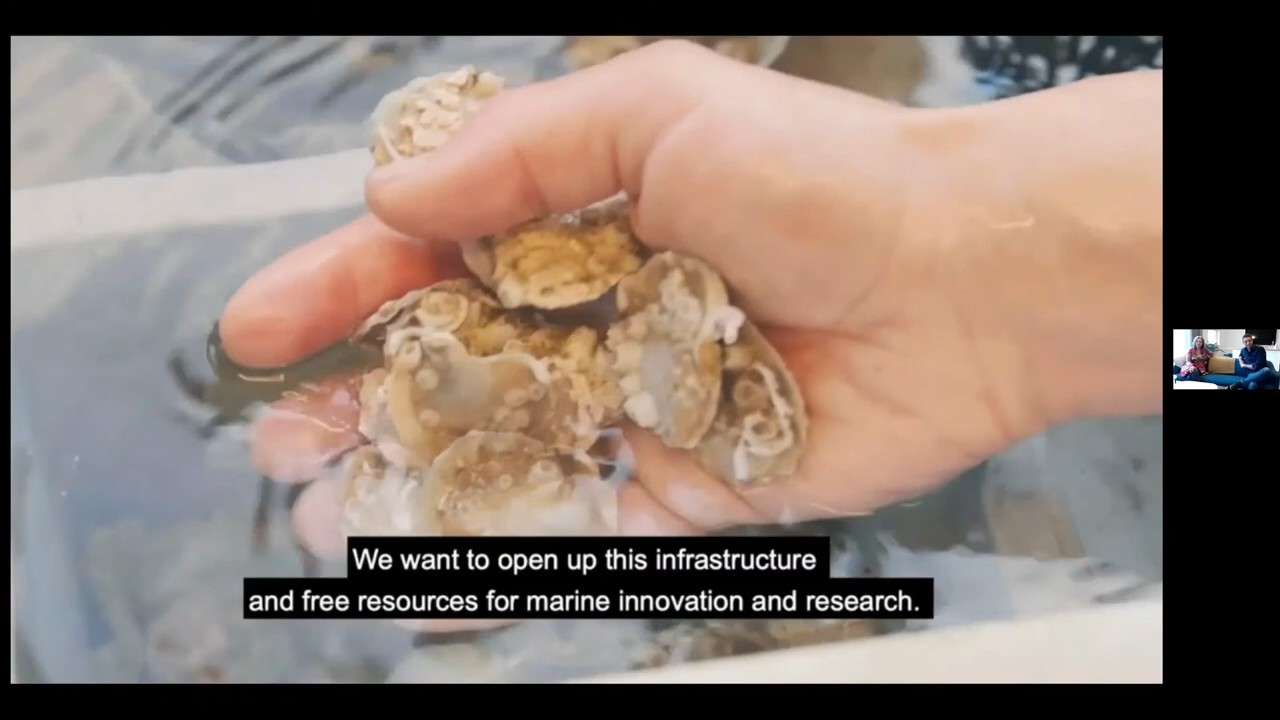 We want to open up this infrastructure
and free resources for marine innovation and research.